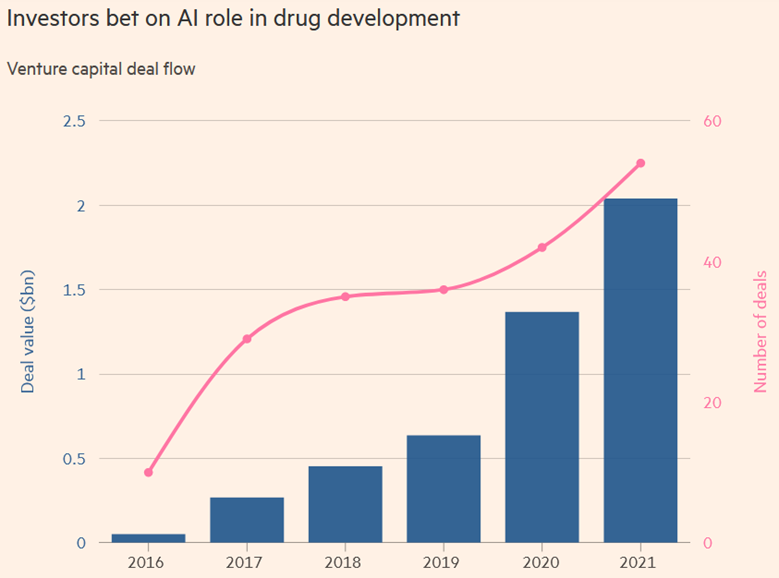 Investors bet on AI role in drug development
Venture capital deal flow
2.5
2
1.5
1
0.5
0
Deal value ($bn)
60
40
20
0
Number of deals
2016 2017 2018 2019 2020 2021